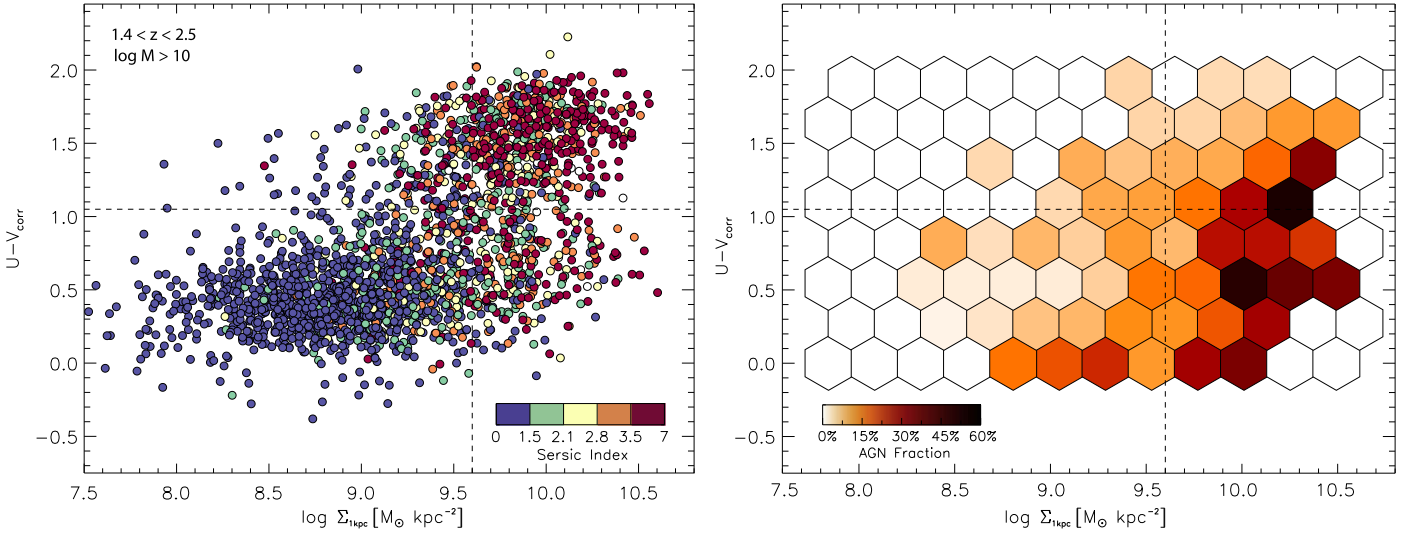 1.4 < z < 2.5
log M > 10
U−V_corr
2.0
1.5
1.0
0.5
0.0
−0.5
0 1.5 2.1 2.8 3.5 7
Sersic Index
7.5 8.0 8.5 9.0 9.5 10.0 10.5
log Σ_1kpc [M_⊙ kpc^−2]
U−V_corr
2.0
1.5
1.0
0.5
0.0
−0.5
0% 15% 30% 45% 60%
AGN Fraction
8.0 8.5 9.0 9.5 10.0 10.5
log Σ_1kpc [M_⊙ kpc^−2]